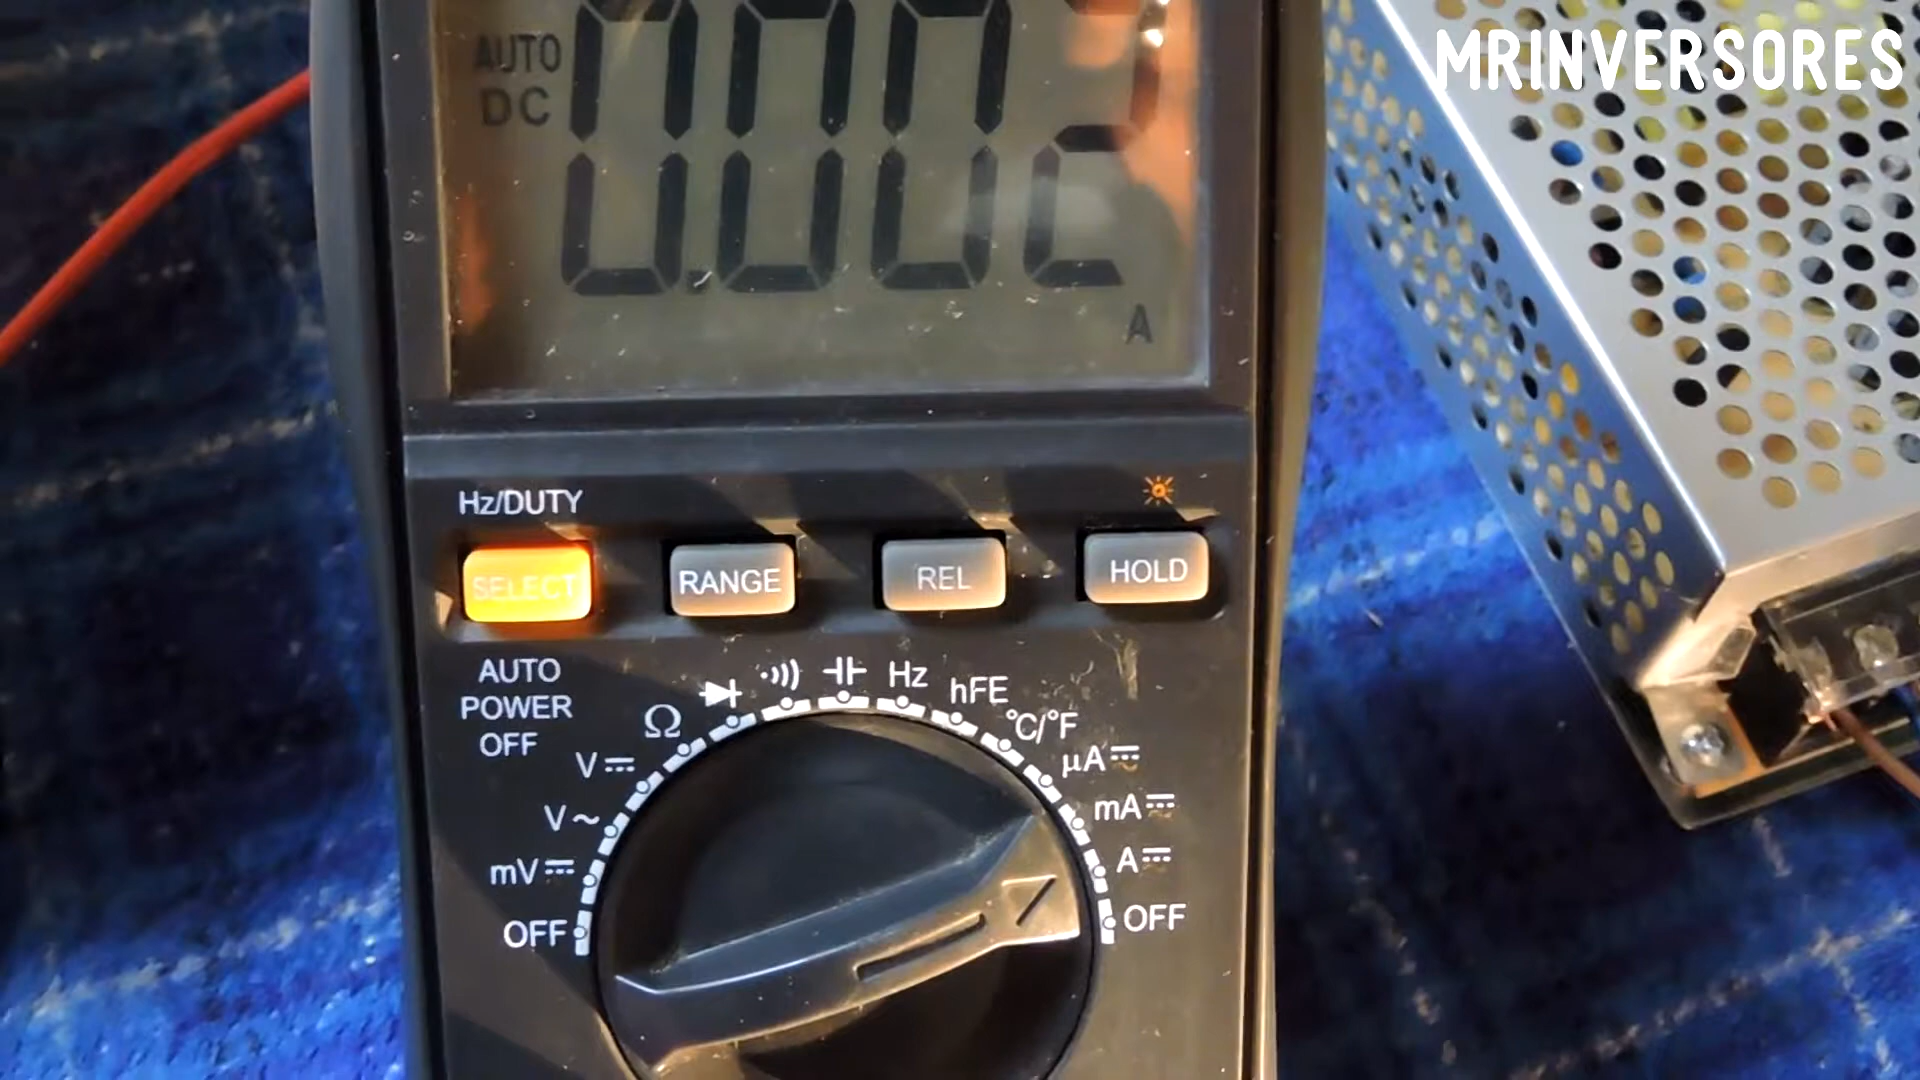 MRINVERSORES
AUTO
DC
0.002
A
Hz/DUTY
SELECT
RANGE
REL
HOLD
AUTO
POWER
OFF
Ω
Hz
hFE
°C/°F
V⎓
μA⎓
V~
mA⎓
mV⎓
A⎓
OFF
OFF